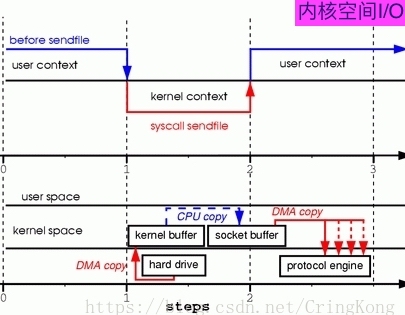 内核空间I/O
before sendfile
user context
user context
kernel context
syscall sendfile
0 1 2 3
user space
CPU copy
DMA copy
kernel space
kernel buffer
socket buffer
DMA copy
hard drive
protocol engine
0 1 2 3
steps
https://blog.csdn.net/CringKong